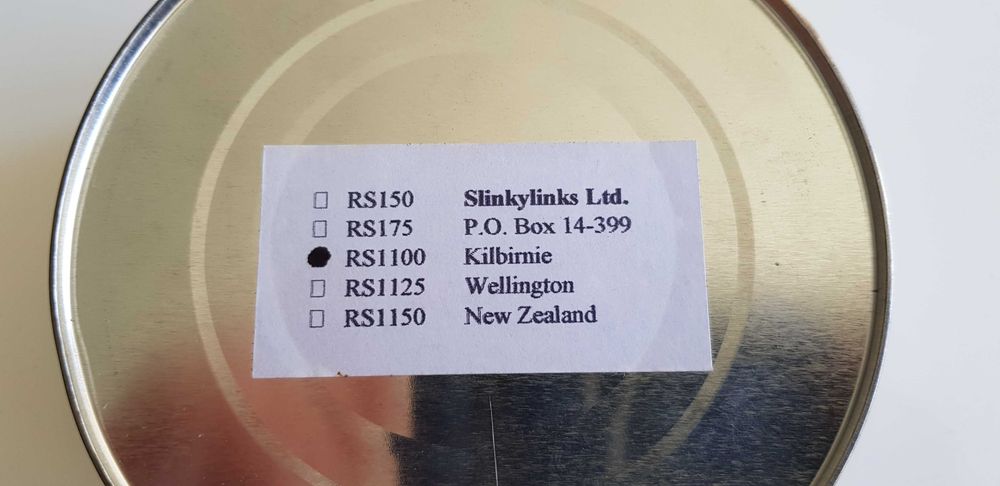 RS150 Slinkylinks Ltd.
RS175 P.O. Box 14-399
RS1100 Kilbirnie
RS1125 Wellington
RS1150 New Zealand